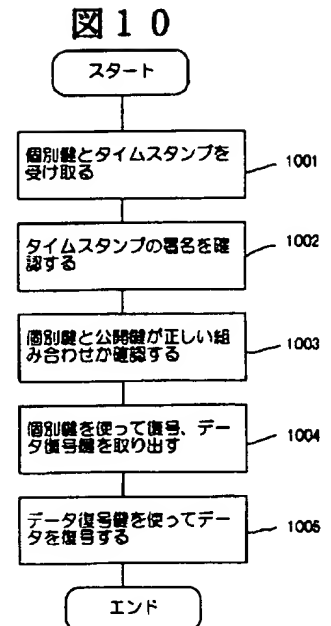 図１０
スタート
個別鍵とタイムスタンプを
受け取る
1001
タイムスタンプの署名を確
認する
1002
個別鍵と公開鍵が正しい組
み合わせか確認する
1003
個別鍵を使って復号、デー
タ復号鍵を取り出す
1004
データ復号鍵を使ってデー
タを復号する
1005
エンド